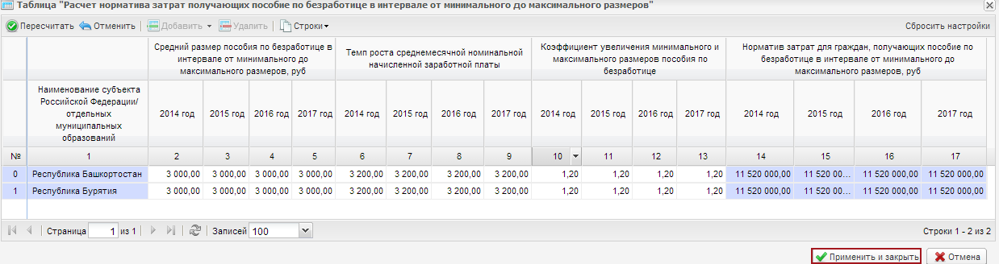 Таблица "Расчет норматива затрат получающих пособие по безработице в интервале от минимального до максимального размеров"
Пересчитать Отменить Добавить Удалить Строки Сбросить настройки
Средний размер пособия по безработице в интервале от минимального до максимального размеров, руб
Темп роста среднемесячной номинальной начисленной заработной платы
Коэффициент увеличения минимального и максимального размеров пособия по безработице
Норматив затрат для граждан, получающих пособие по безработице в интервале от минимального до максимального размеров, руб
Наименование субъекта
Российской Федерации/
отдельных
муниципальных
образований
2014 год 2015 год 2016 год 2017 год 2014 год 2015 год 2016 год 2017 год 2014 год 2015 год 2016 год 2017 год 2014 год 2015 год 2016 год 2017 год
№ 1 2 3 4 5 6 7 8 9 10 11 12 13 14 15 16 17
0 Республика Башкортостан 3 000,00 3 000,00 3 000,00 3 000,00 3 200,00 3 200,00 3 200,00 3 200,00 1,20 1,20 1,20 1,20 11 520 000,00 11 520 00... 11 520 000,00 11 520 000,00
1 Республика Бурятия 3 000,00 3 000,00 3 000,00 3 000,00 3 200,00 3 200,00 3 200,00 3 200,00 1,20 1,20 1,20 1,20 11 520 000,00 11 520 00... 11 520 000,00 11 520 000,00
Страница 1 из 1 Записей 100 Строки 1 - 2 из 2
Применить и закрыть Отмена